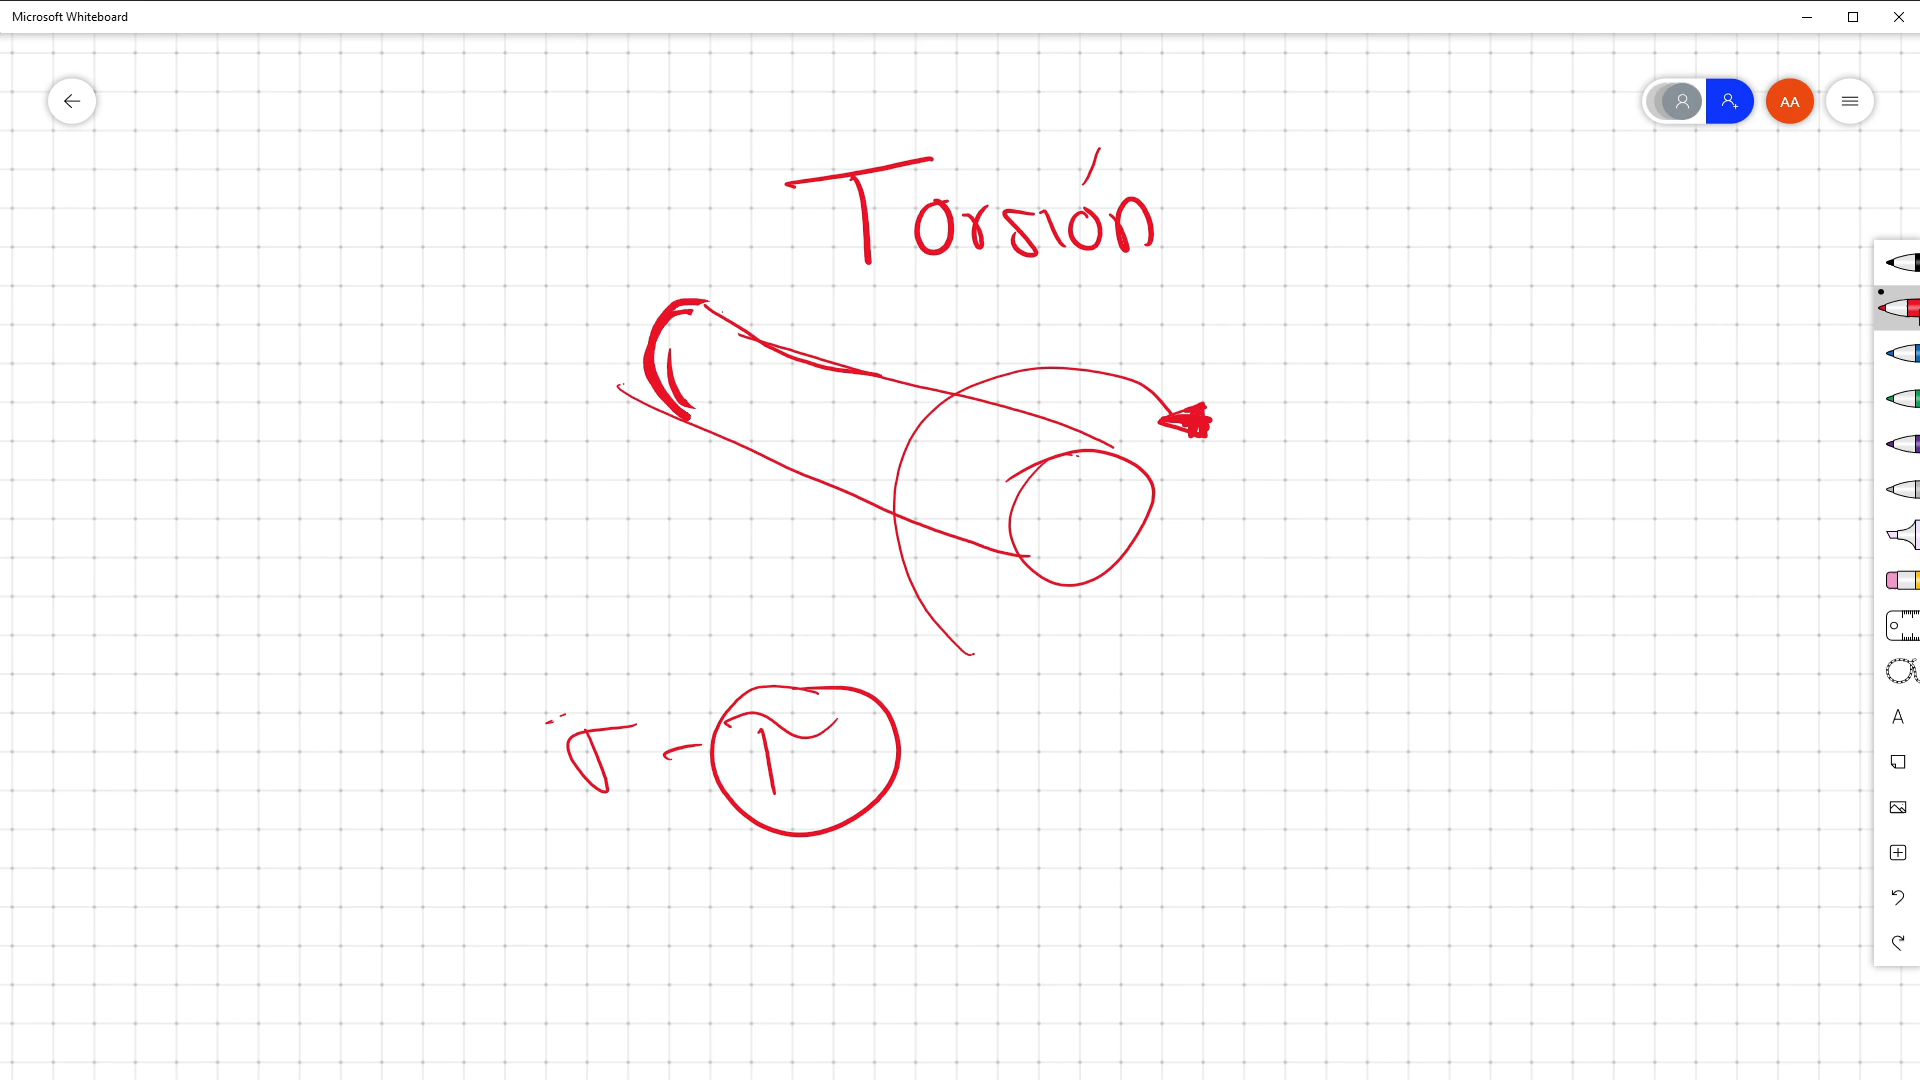 Microsoft Whiteboard
AA
Torsión
σ - τ
A